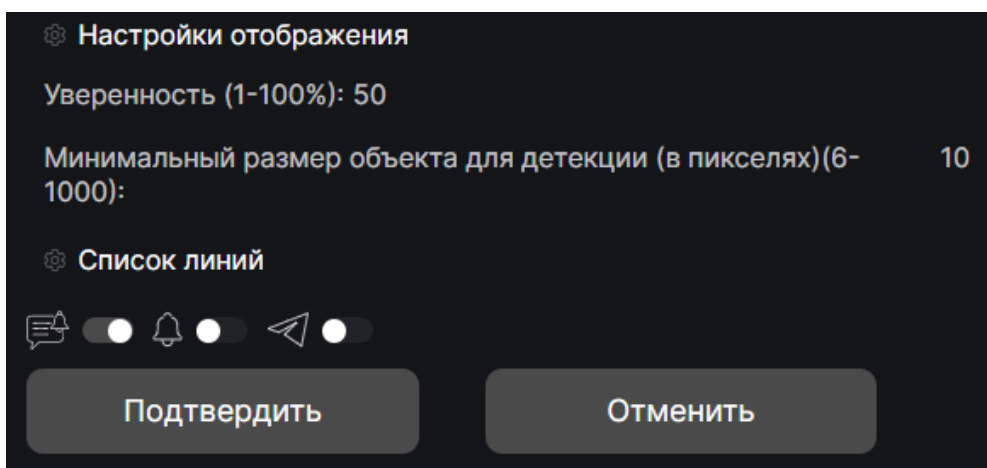 Настройки отображения
Уверенность (1-100%): 50
Минимальный размер объекта для детекции (в пикселях)(6- 10
1000):
Список линий
Подтвердить Отменить